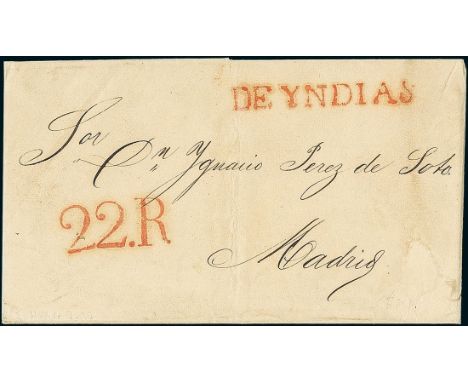 DE YNDIAS
Sor Dn Ygnacio Perez de Soto
22.R
Madrid